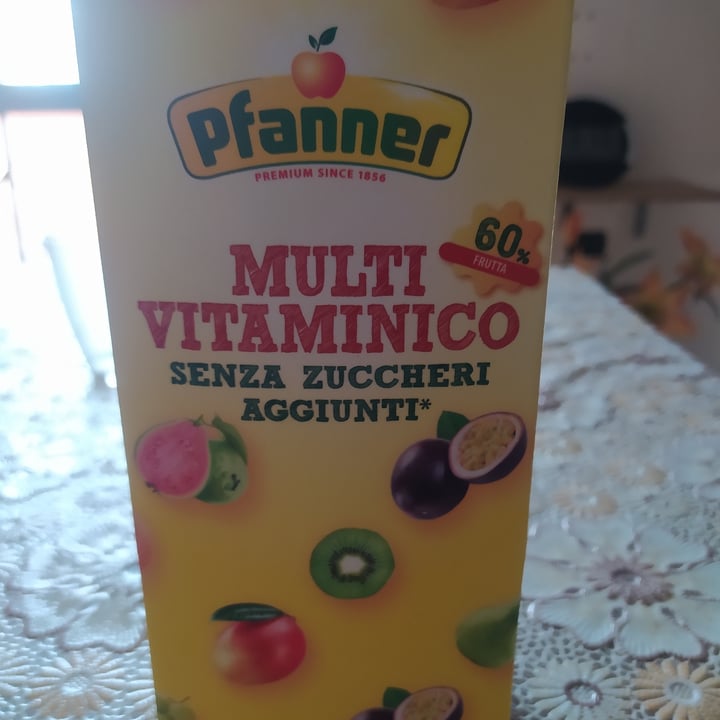 Pfanner
PREMIUM SINCE 1856
60%
FRUTTA
MULTI
VITAMINICO
SENZA ZUCCHERI
AGGIUNTI*